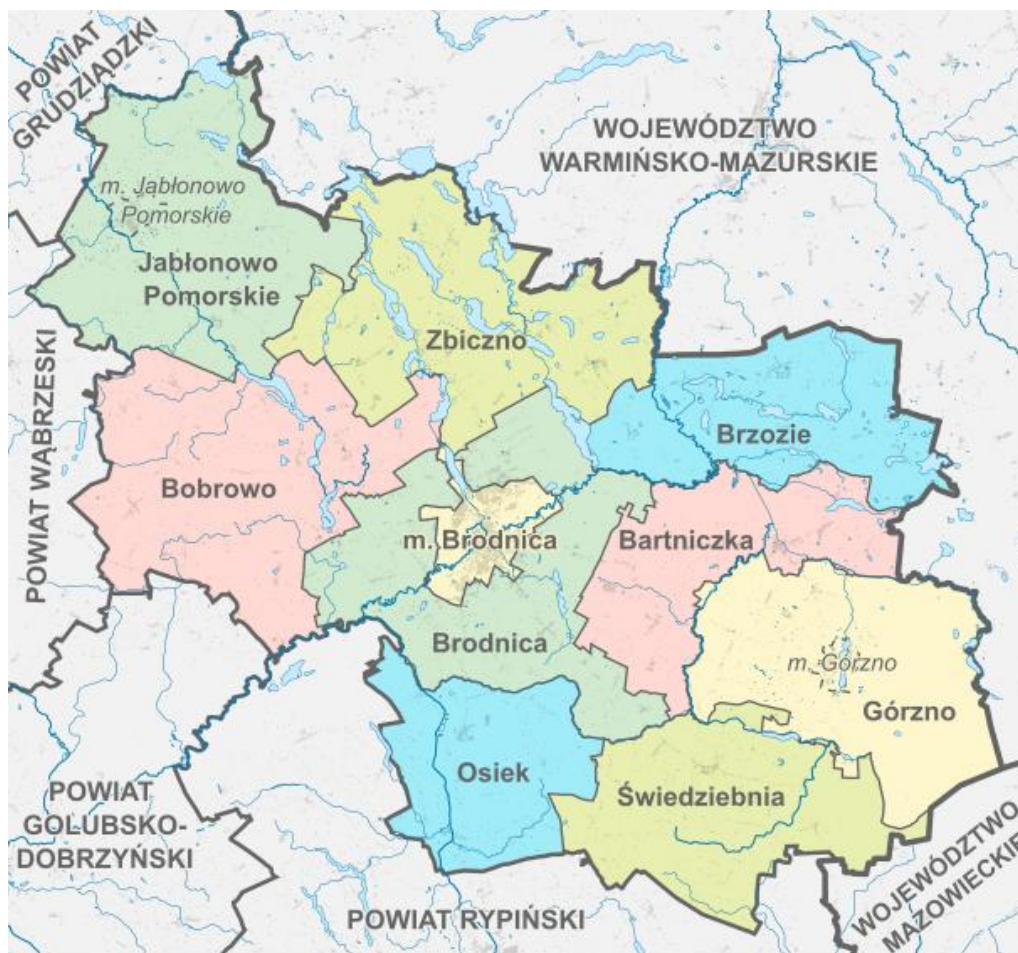 POWIAT
GRUDZIĄDZKI
WOJEWÓDZTWO
WARMIŃSKO-MAZURSKIE
m. Jabłonowo
Pomorskie
Jabłonowo
Pomorskie
Zbiczno
POWIAT WĄBRZESKI
Brzozie
Bobrowo
m. Brodnica
Bartniczka
Brodnica
m. Górzno
Górzno
Osiek
Świedziebnia
POWIAT
GOLUBSKO-
DOBRZYŃSKI
WOJEWÓDZTWO
MAZOWIECKIE
POWIAT RYPIŃSKI